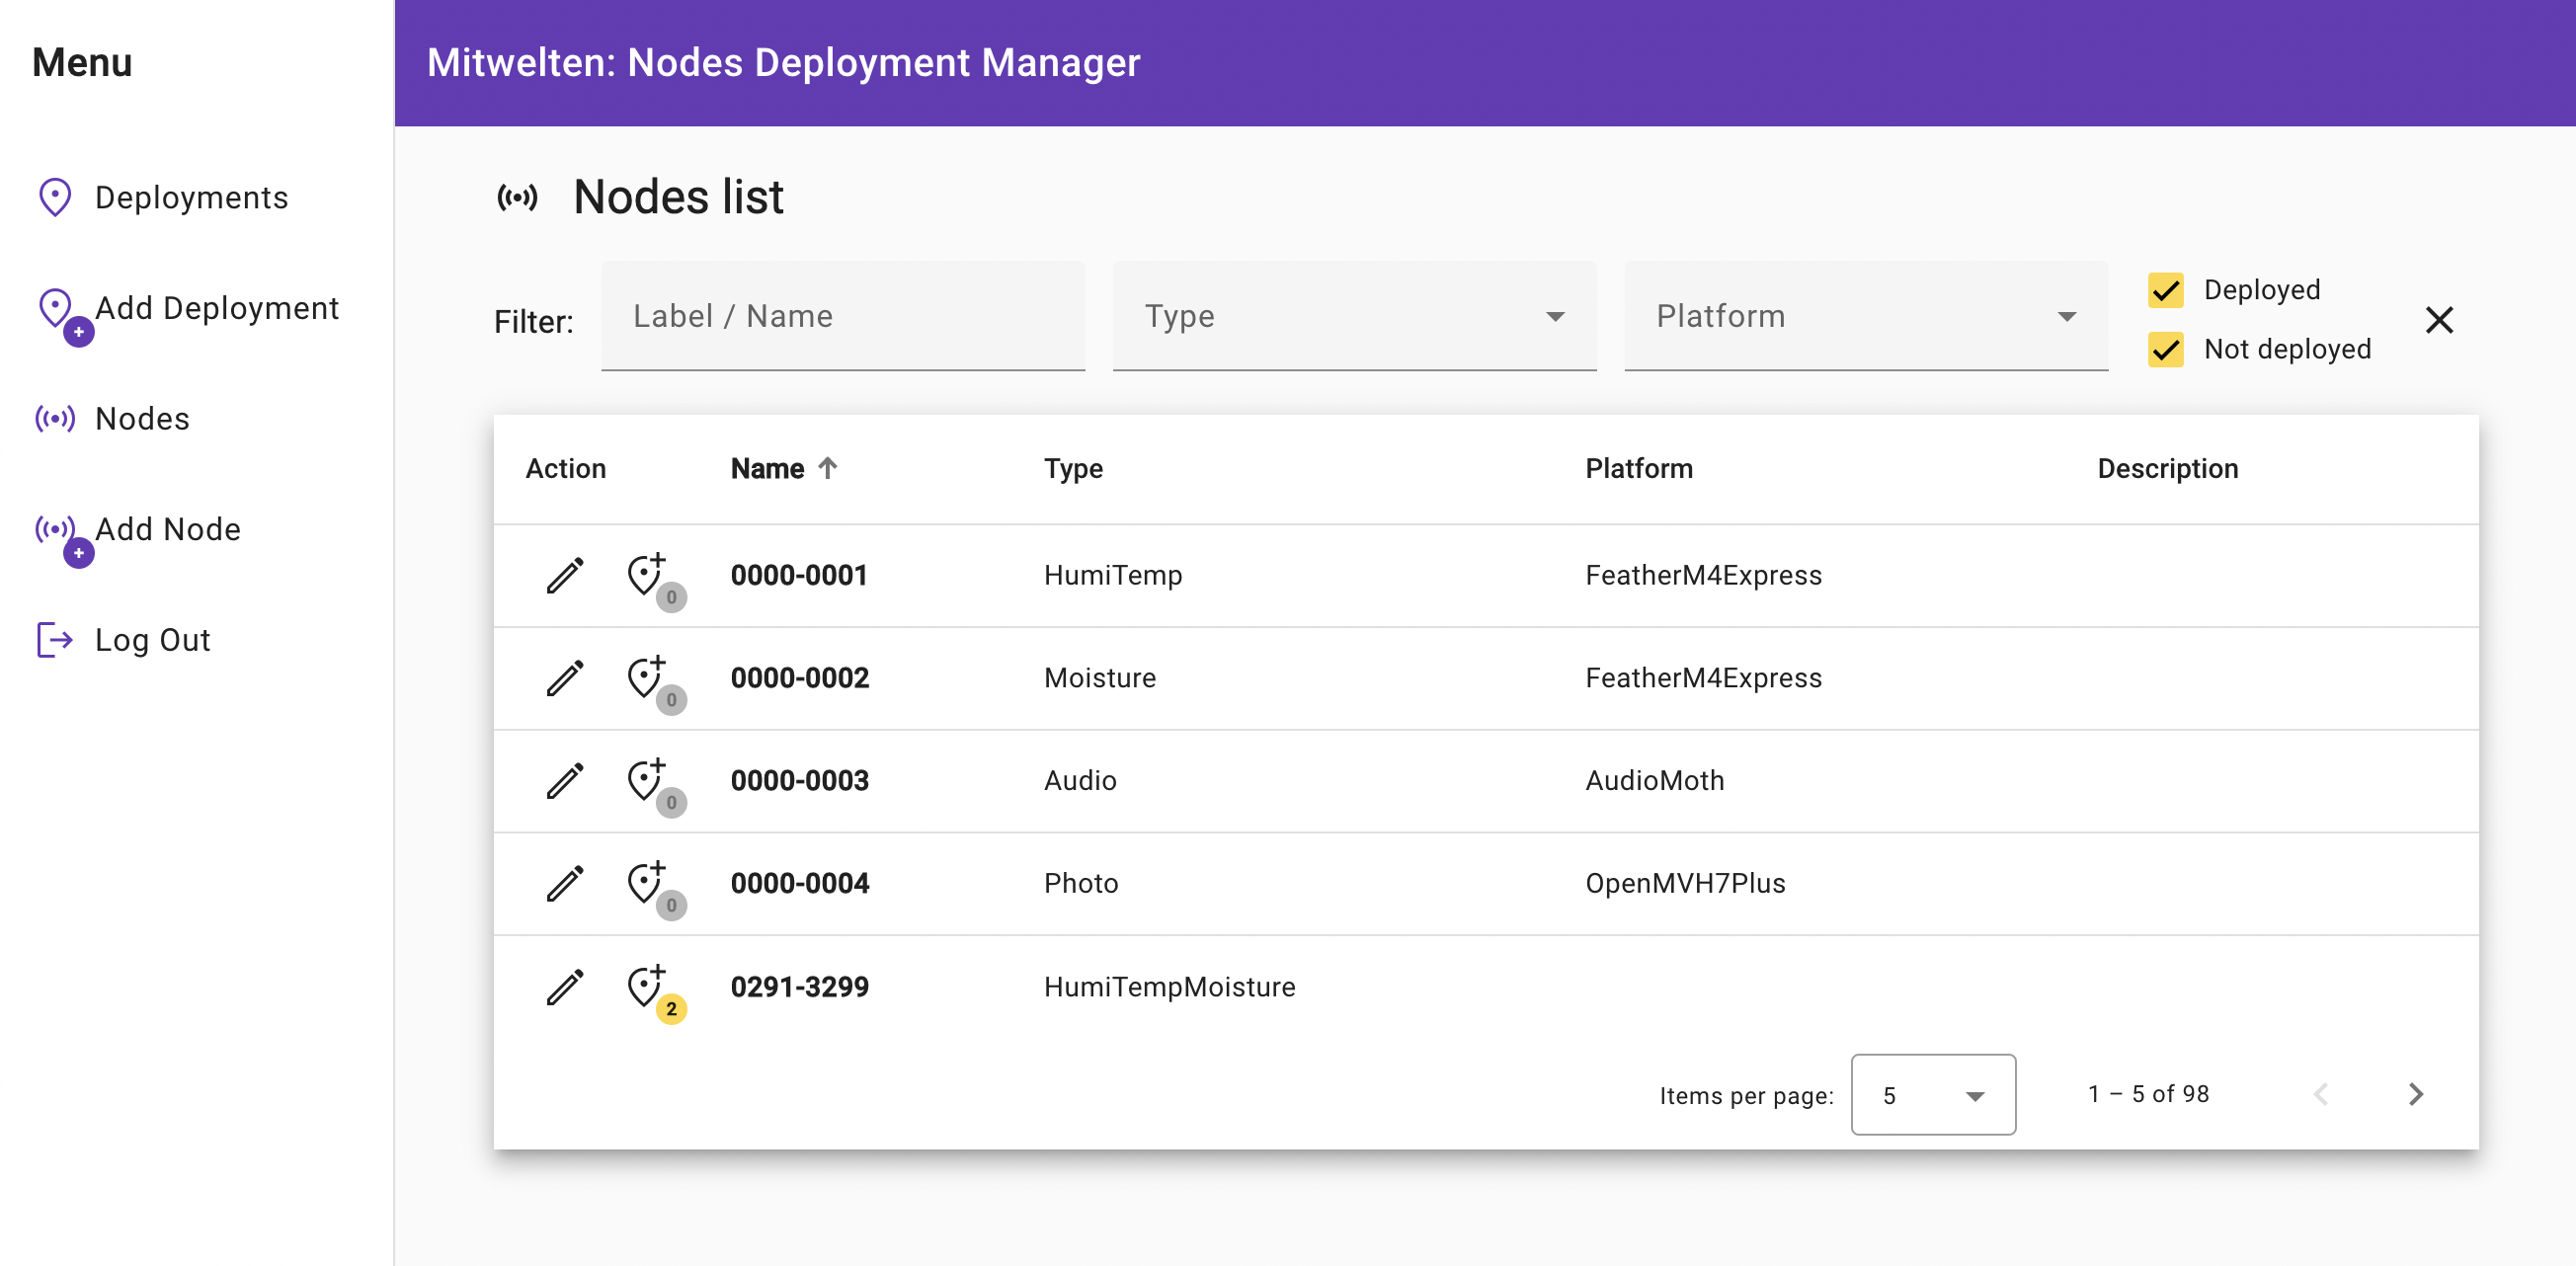 Menu
Deployments
Add Deployment
Nodes
Add Node
Log Out
Mitwelten: Nodes Deployment Manager
Nodes list
Filter: Label / Name Type Platform Deployed
Not deployed
Action Name Type Platform Description
0 0000-0001 HumiTemp FeatherM4Express
0 0000-0002 Moisture FeatherM4Express
0 0000-0003 Audio AudioMoth
0 0000-0004 Photo OpenMVH7Plus
2 0291-3299 HumiTempMoisture
Items per page: 5 1 – 5 of 98